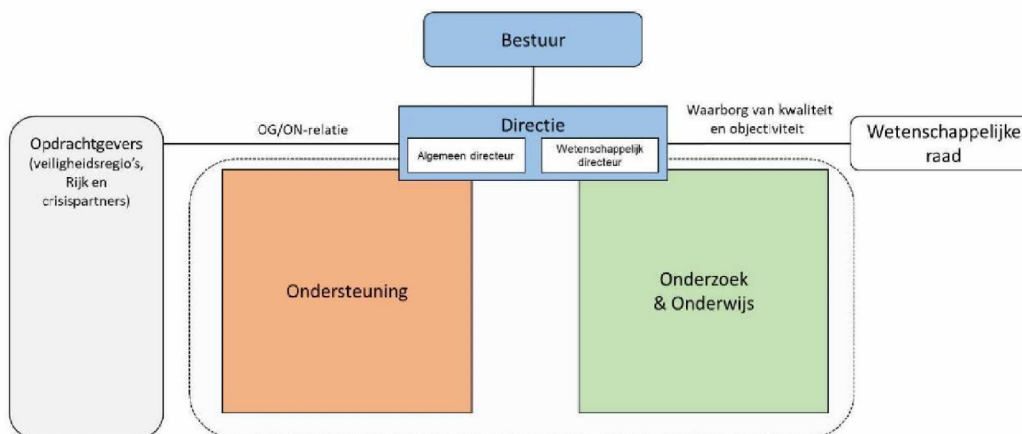 Bestuur
Opdrachtgevers
(veiligheidsregio's,
Rijk en
crisispartners)
OG/ON-relatie
Directie
Algemeen directeur
Wetenschappelijk
directeur
Waarborg van kwaliteit
en objectiviteit
Wetenschappelijke
raad
Ondersteuning
Onderzoek
& Onderwijs